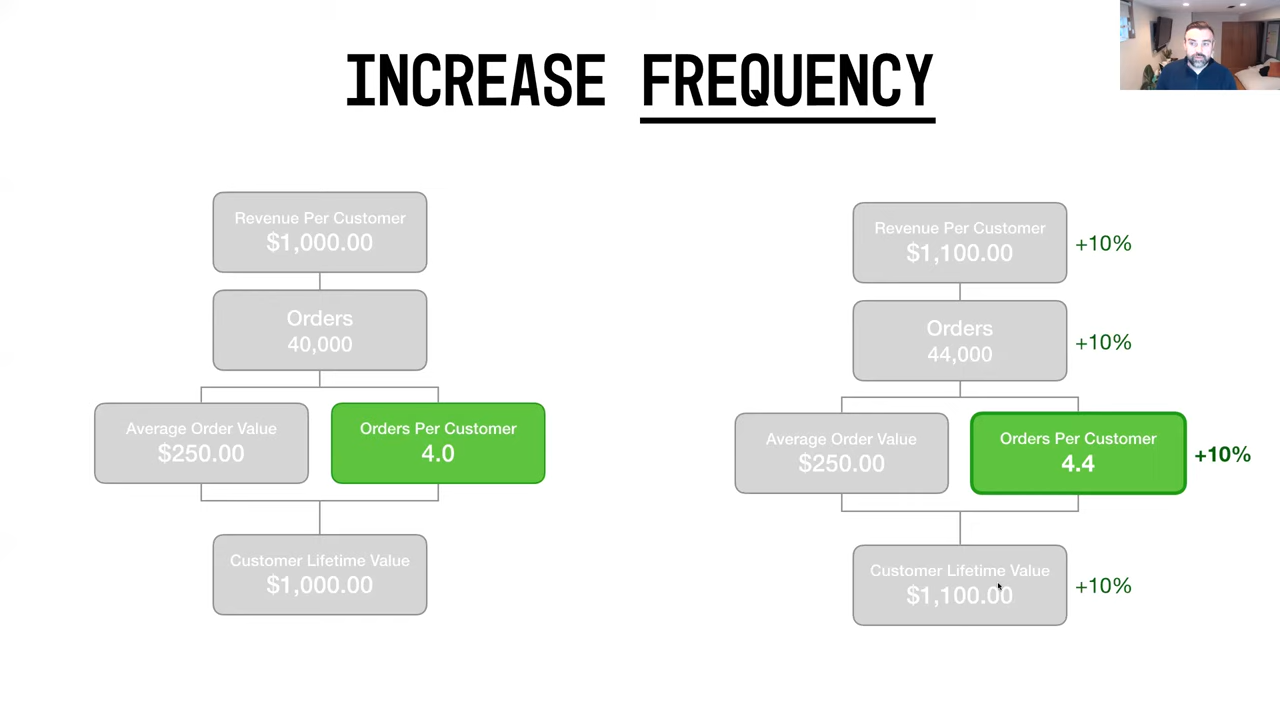 INCREASE FREQUENCY
Revenue Per Customer
$1,000.00
Orders
40,000
Average Order Value
$250.00
Orders Per Customer
4.0
Customer Lifetime Value
$1,000.00
Revenue Per Customer
$1,100.00
+10%
Orders
44,000
+10%
Average Order Value
$250.00
Orders Per Customer
4.4
+10%
Customer Lifetime Value
$1,100.00
+10%